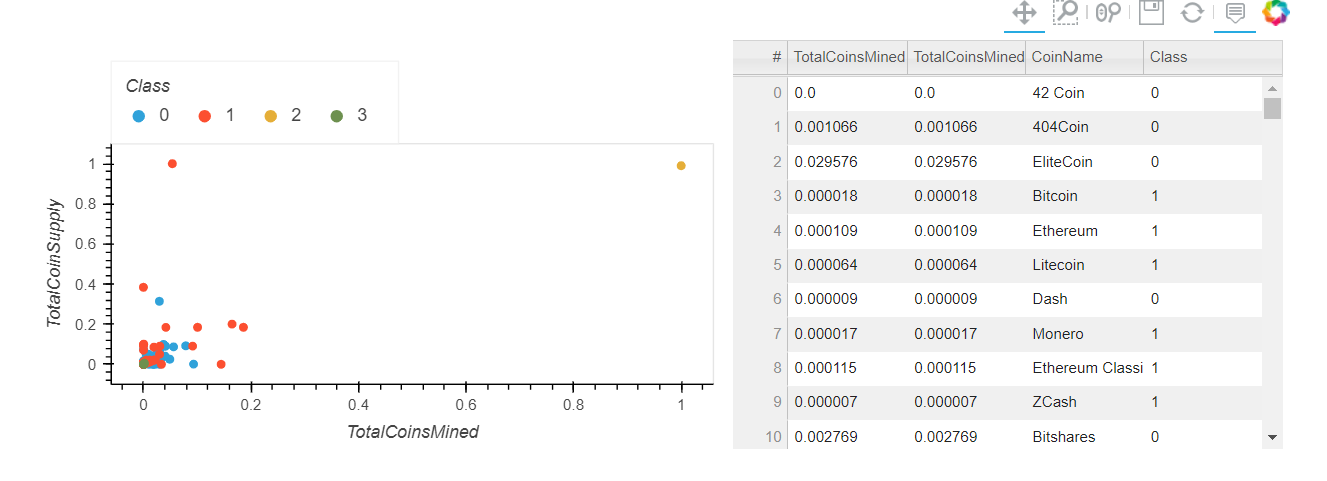 Class
0 1 2 3
1
0.8
0.6
0.4
0.2
0
TotalCoinSupply
0 0.2 0.4 0.6 0.8 1
TotalCoinsMined
# TotalCoinsMined TotalCoinsMined CoinName Class
0 0.0 0.0 42 Coin 0
1 0.001066 0.001066 404Coin 0
2 0.029576 0.029576 EliteCoin 0
3 0.000018 0.000018 Bitcoin 1
4 0.000109 0.000109 Ethereum 1
5 0.000064 0.000064 Litecoin 1
6 0.000009 0.000009 Dash 0
7 0.000017 0.000017 Monero 1
8 0.000115 0.000115 Ethereum Classi 1
9 0.000007 0.000007 ZCash 1
10 0.002769 0.002769 Bitshares 0